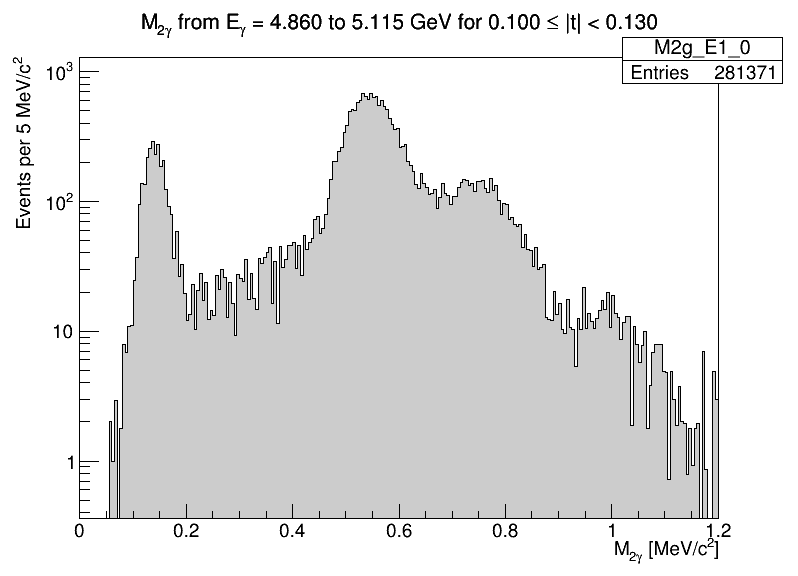 M₂γ from Eγ = 4.860 to 5.115 GeV for 0.100 ≤ |t| < 0.130
M2g_E1_0
Entries 281371
Events per 5 MeV/c²
10³
10²
10
1
0 0.2 0.4 0.6 0.8 1 1.2
M₂γ [MeV/c²]